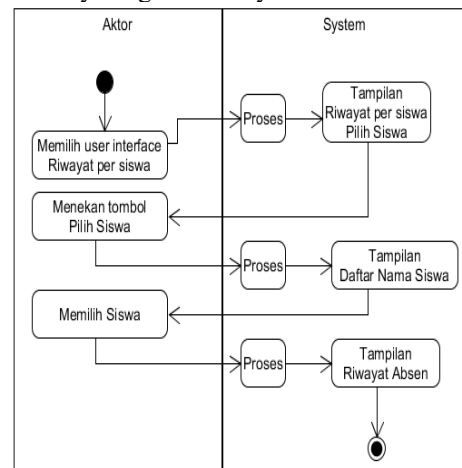 Aktor
System
Memilih user interface
Riwayat per siswa
Proses
Tampilan
Riwayat per siswa
Pilih Siswa
Menekan tombol
Pilih Siswa
Proses
Tampilan
Daftar Nama Siswa
Memilih Siswa
Proses
Tampilan
Riwayat Absen